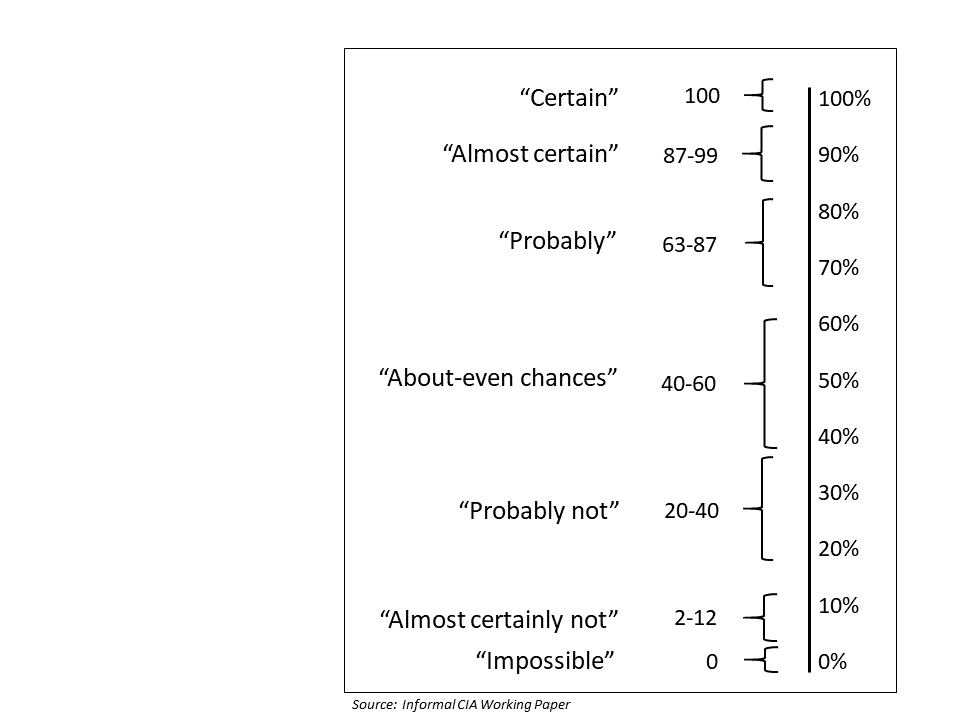 “Certain” 100 100%
“Almost certain” 87-99 90%
80%
“Probably” 63-87
70%
60%
“About-even chances” 40-60 50%
40%
30%
“Probably not” 20-40
20%
10%
“Almost certainly not” 2-12
“Impossible” 0 0%
Source: Informal CIA Working Paper